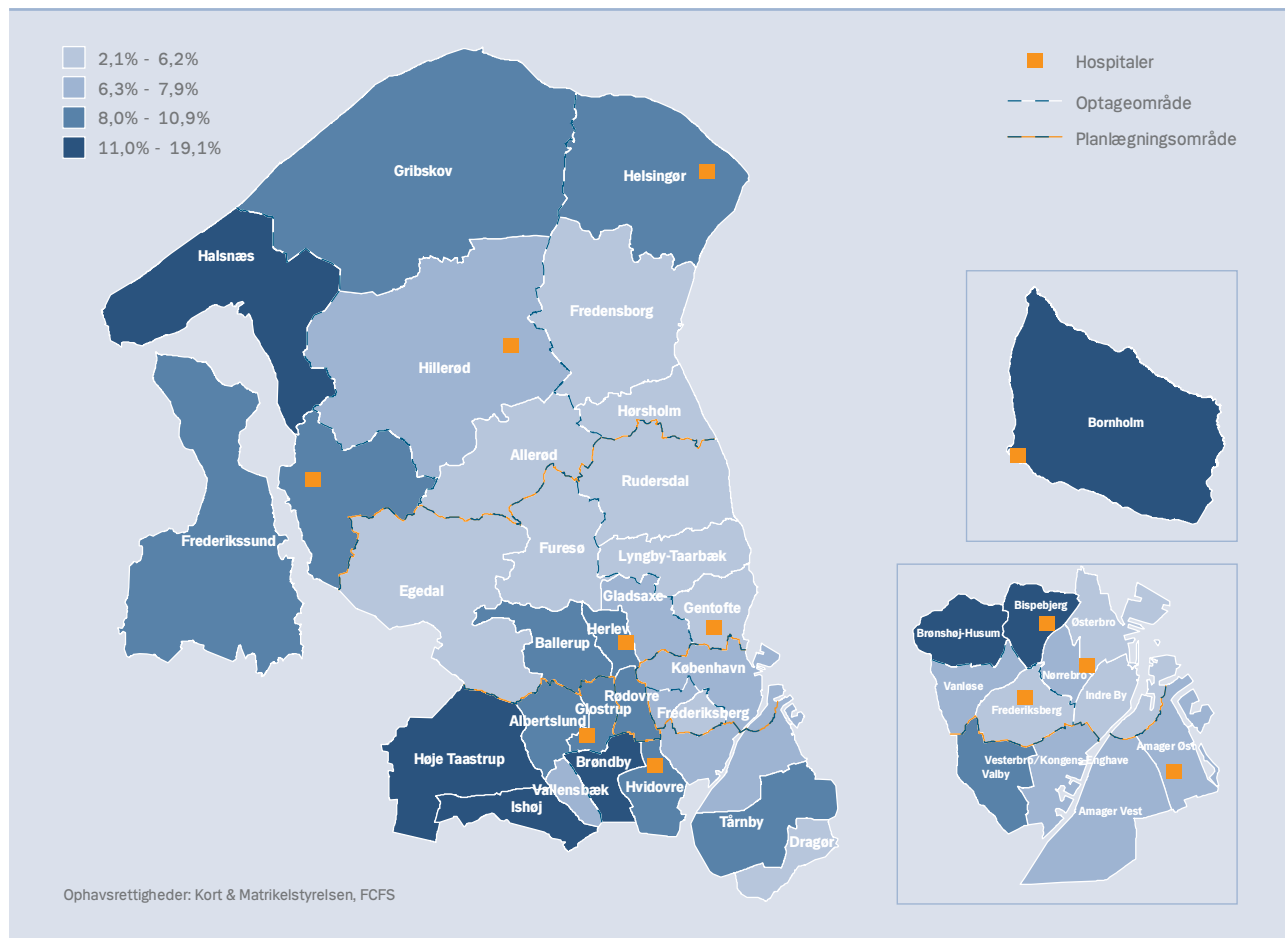 2,1% - 6,2%
6,3% - 7,9%
8,0% - 10,9%
11,0% - 19,1%
Hospitaler
Optageområde
Planlægningsområde
Gribskov
Helsingør
Halsnæs
Fredensborg
Hillerød
Hørsholm
Allerød
Rudersdal
Frederikssund
Furesø
Lyngby-Taarbæk
Egedal
Gladsaxe
Gentofte
Herlev
Ballerup
København
Rødovre
Glostrup
Frederiksberg
Albertslund
Høje Taastrup
Brøndby
Vallensbæk
Hvidovre
Ishøj
Tårnby
Dragør
Bornholm
Bispebjerg
Østerbro
Brønshøj-Husum
Nørrebro
Vanløse
Indre By
Frederiksberg
Amager Øst
Vesterbro/Kongens Enghave
Valby
Amager Vest
Ophavsrettigheder: Kort & Matrikelstyrelsen, FCFS